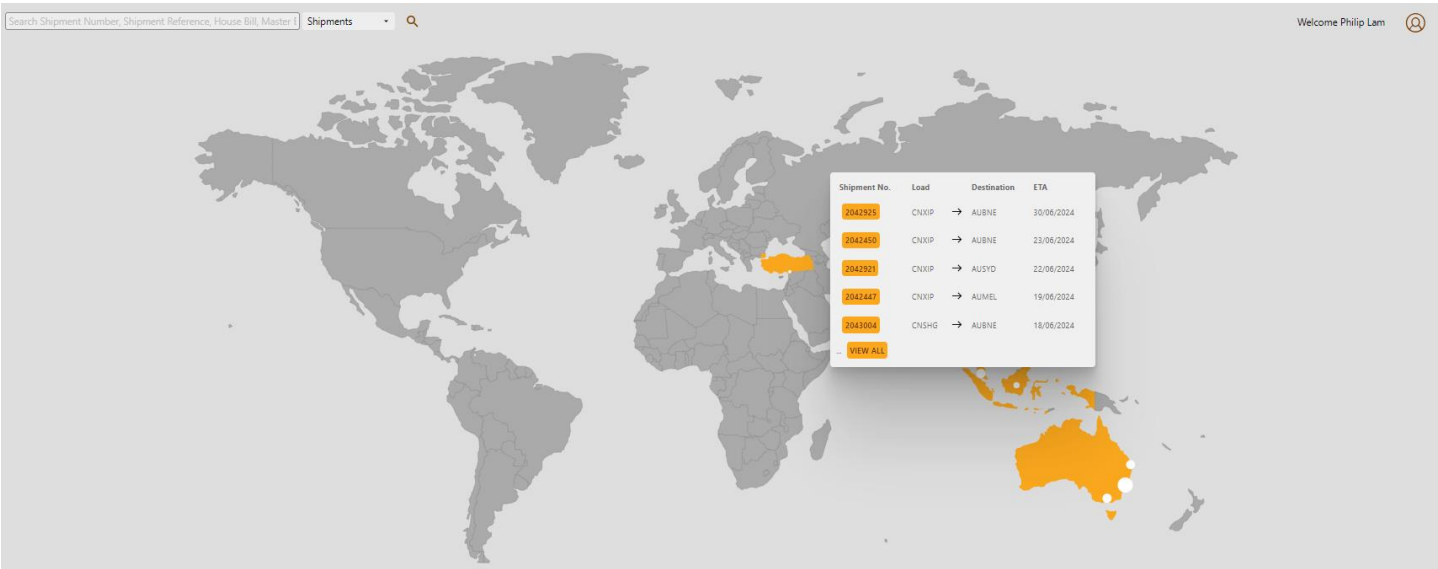 Search Shipment Number, Shipment Reference, House Bill, Master Shipments Welcome Philip Lam
Shipment No. Load Destination ETA
2042925 CNXIP → AUBNE 30/06/2024
2042450 CNXIP → AUBNE 23/06/2024
2042921 CNXIP → AUSYD 22/06/2024
2042447 CNXIP → AUMEL 19/06/2024
2043004 CNSHG → AUBNE 18/06/2024
... VIEW ALL